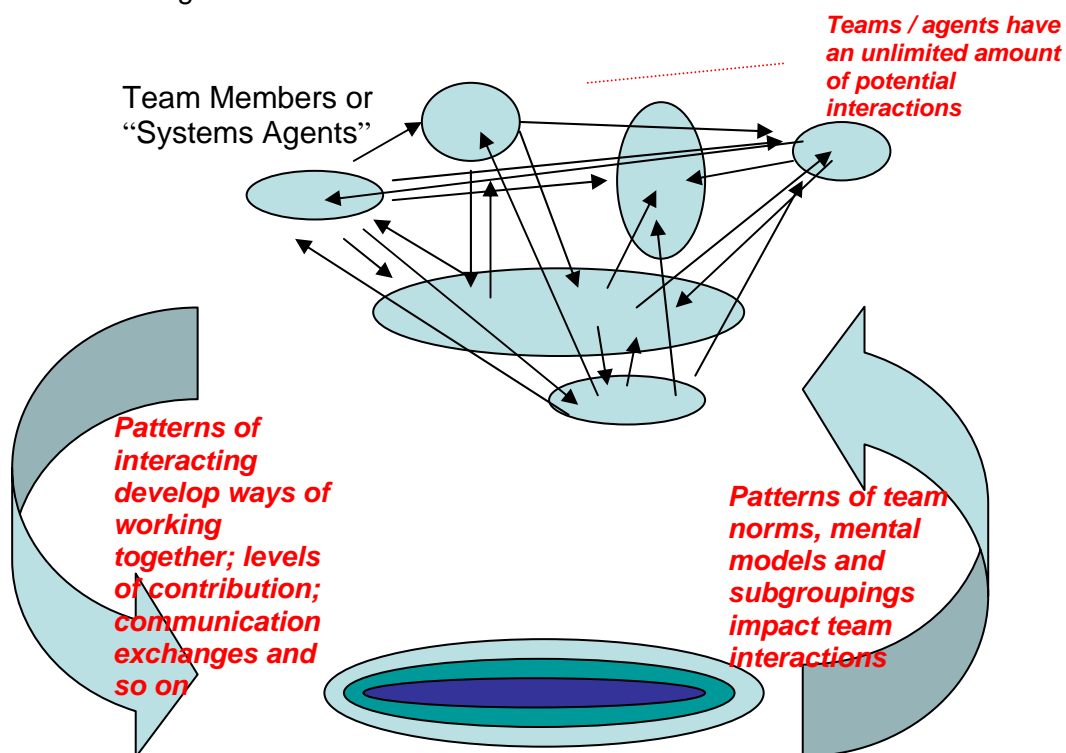 Teams / agents have
an unlimited amount
of potential
interactions
Team Members or
“Systems Agents”
Patterns of
interacting
develop ways of
working
together; levels
of contribution;
communication
exchanges and
so on
Patterns of team
norms, mental
models and
subgroupings
impact team
interactions